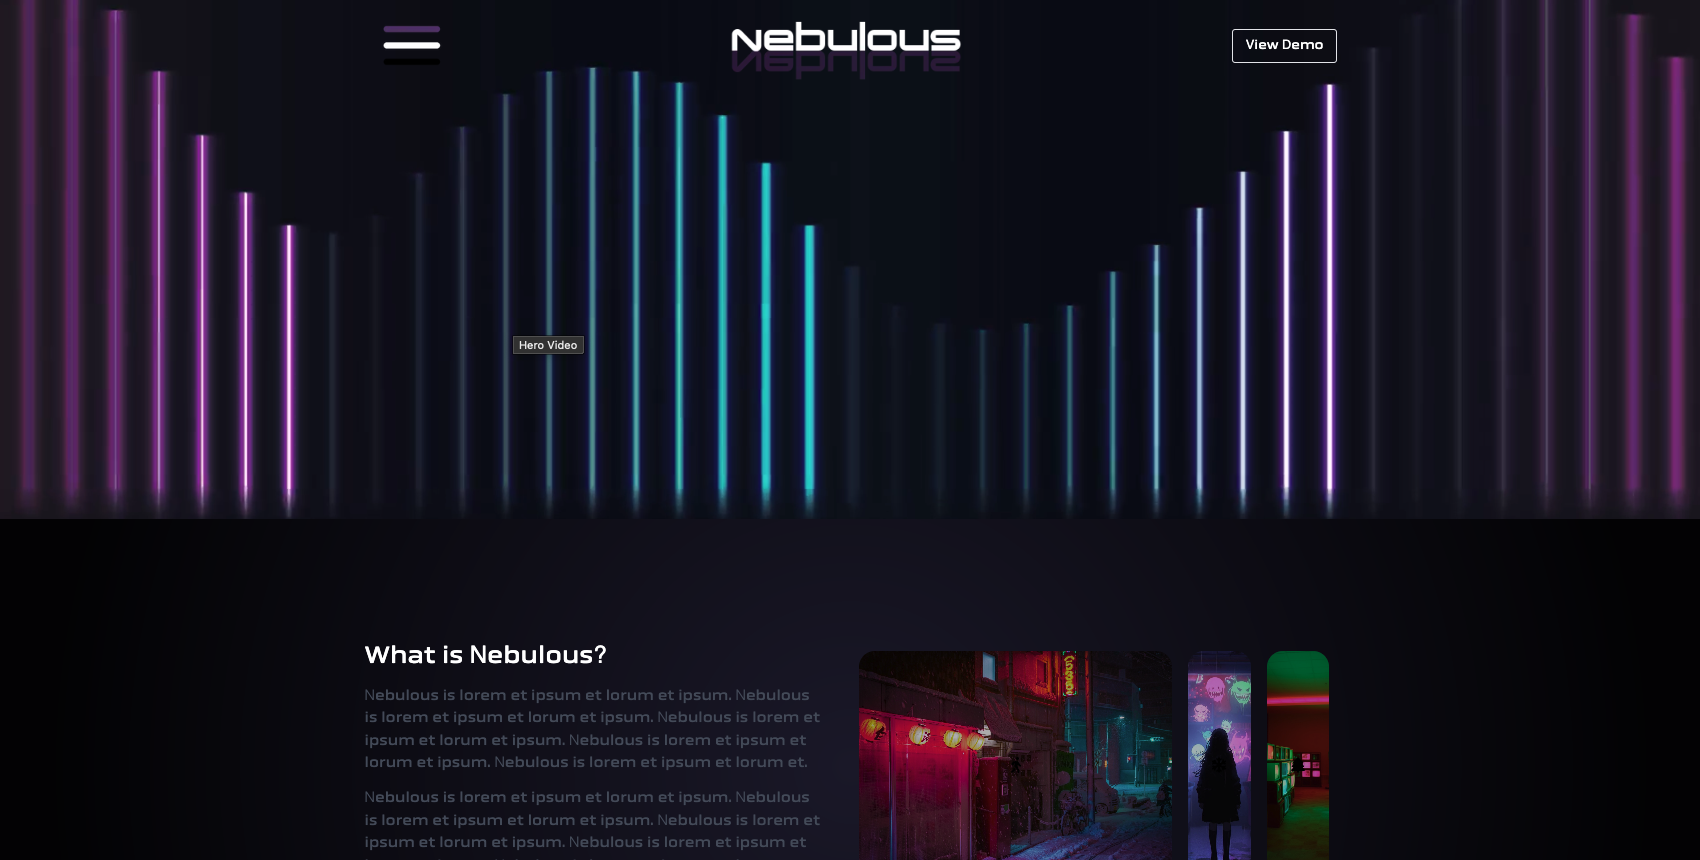 Nebulous
View Demo
Hero Video
What is Nebulous?
Nebulous is lorem et ipsum et lorum et ipsum. Nebulous
is lorem et ipsum et lorum et ipsum. Nebulous is lorem et
ipsum et lorum et ipsum. Nebulous is lorem et ipsum et
lorum et ipsum. Nebulous is lorem et ipsum et lorum et.
Nebulous is lorem et ipsum et lorum et ipsum. Nebulous
is lorem et ipsum et lorum et ipsum. Nebulous is lorem et
ipsum et lorum et ipsum. Nebulous is lorem et ipsum et